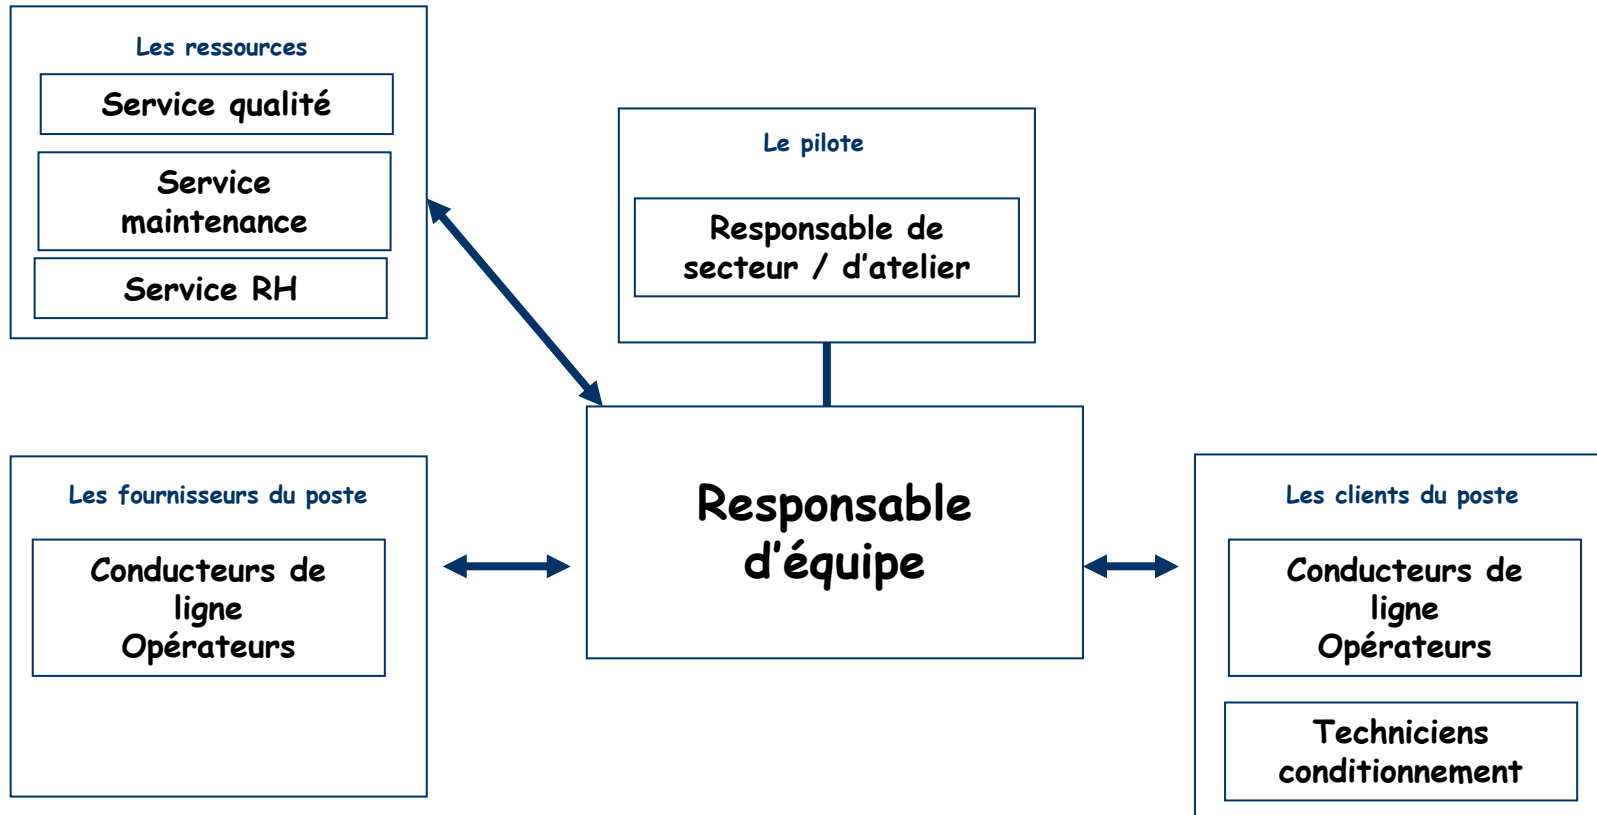 Les ressources
Service qualité
Service
maintenance
Service RH
Le pilote
Responsable de
secteur / d'atelier
Responsable
d'équipe
Les fournisseurs du poste
Conducteurs de
ligne
Opérateurs
Les clients du poste
Conducteurs de
ligne
Opérateurs
Techniciens
conditionnement